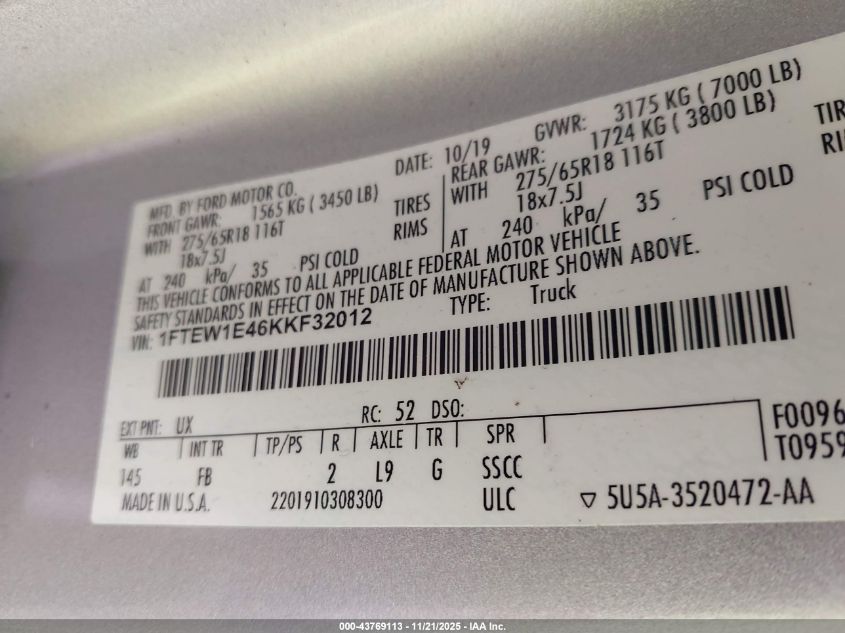 MFD. BY FORD MOTOR CO.
DATE: 10/19 GVWR: 3175 KG ( 7000 LB)
FRONT GAWR: 1565 KG ( 3450 LB)
REAR GAWR: 1724 KG ( 3800 LB)
WITH 275/65R18 116T TIRES
WITH 275/65R18 116T TIR
18x7.5J RIMS
18x7.5J RI
AT 240 kPa/ 35 PSI COLD
AT 240 kPa/ 35 PSI COLD
THIS VEHICLE CONFORMS TO ALL APPLICABLE FEDERAL MOTOR VEHICLE
SAFETY STANDARDS IN EFFECT ON THE DATE OF MANUFACTURE SHOWN ABOVE.
VIN: 1FTEW1E46KKF32012 TYPE: Truck
EXT PNT: UX RC: 52 DSO:
WB INT TR TP/PS R AXLE TR SPR
145 FB 2 L9 G SSCC
F0096
T0959
MADE IN U.S.A. 2201910308300 ULC ▽ 5U5A-3520472-AA
000-43769113 - 11/21/2025 - IAA Inc.